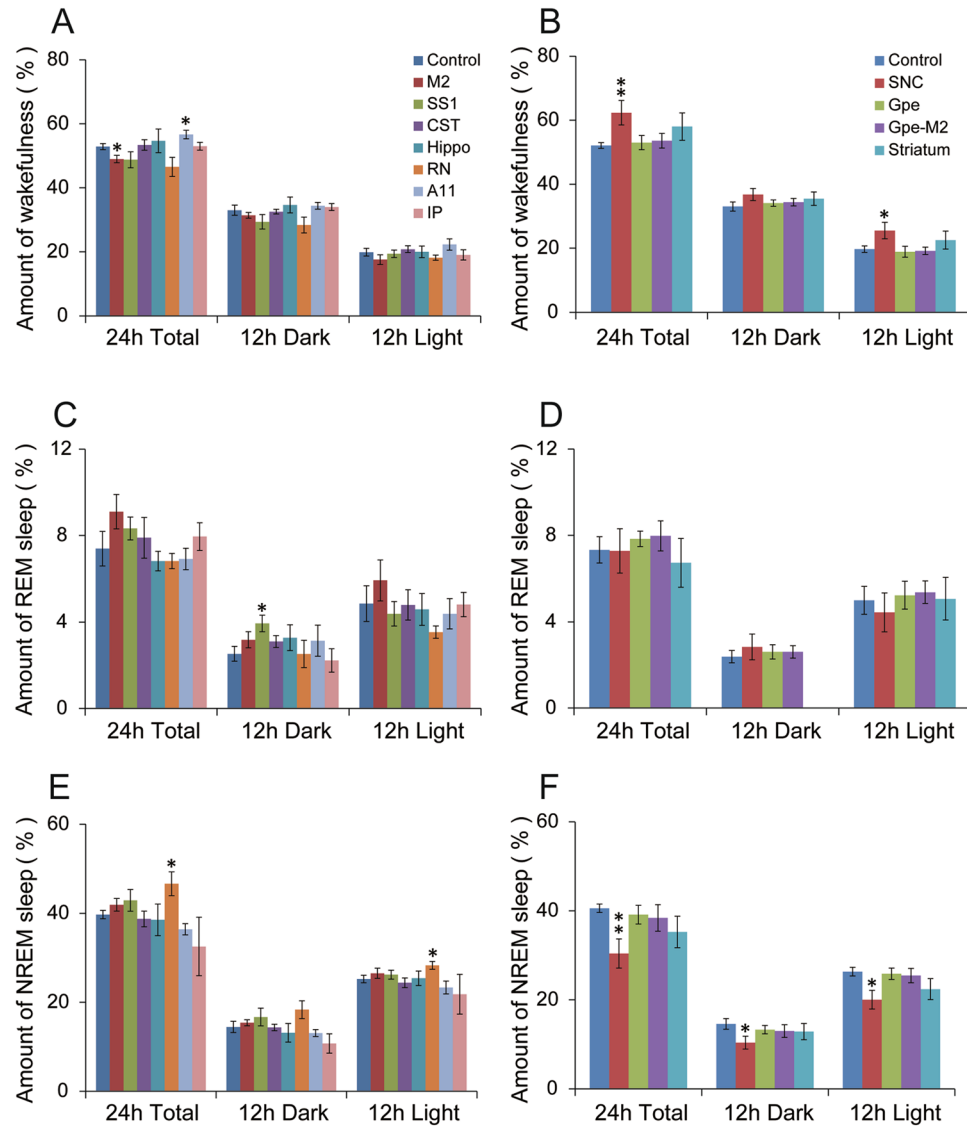 A
Amount of wakefulness ( % )
80
60
40
20
0
* *
Control
M2
SS1
CST
Hippo
RN
A11
IP
24h Total 12h Dark 12h Light
B
Amount of wakefulness ( % )
80
60
40
20
0
**
*
Control
SNC
Gpe
Gpe-M2
Striatum
24h Total 12h Dark 12h Light
C
Amount of REM sleep ( % )
12
8
4
0
*
24h Total 12h Dark 12h Light
D
Amount of REM sleep ( % )
12
8
4
0
24h Total 12h Dark 12h Light
E
Amount of NREM sleep ( % )
60
40
20
0
*
*
24h Total 12h Dark 12h Light
F
Amount of NREM sleep ( % )
60
40
20
0
**
*
*
24h Total 12h Dark 12h Light